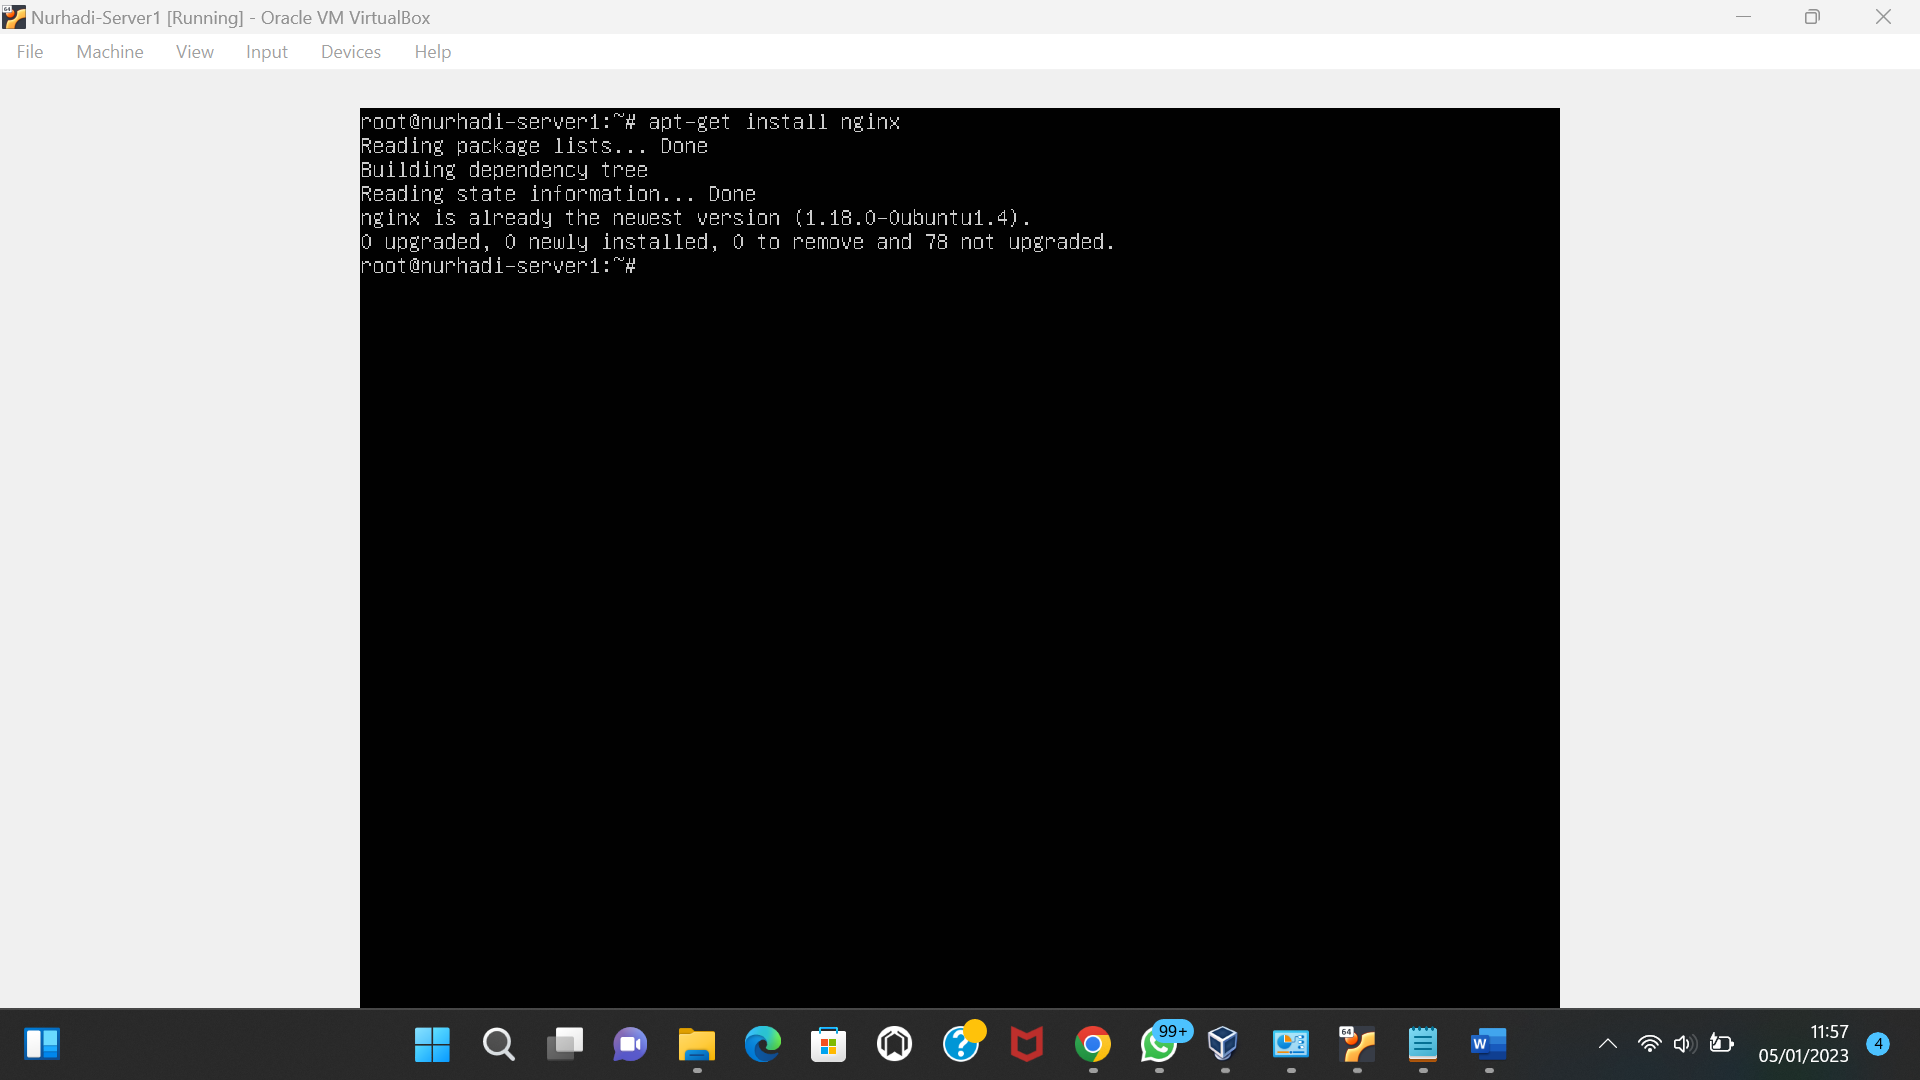 Nurhadi-Server1 [Running] - Oracle VM VirtualBox
File Machine View Input Devices Help
root@nurhadi-server1:~# apt-get install nginx
Reading package lists... Done
Building dependency tree
Reading state information... Done
nginx is already the newest version (1.18.0-0ubuntu1.4).
0 upgraded, 0 newly installed, 0 to remove and 78 not upgraded.
root@nurhadi-server1:~#
99+
64
W
11:57
05/01/2023
4